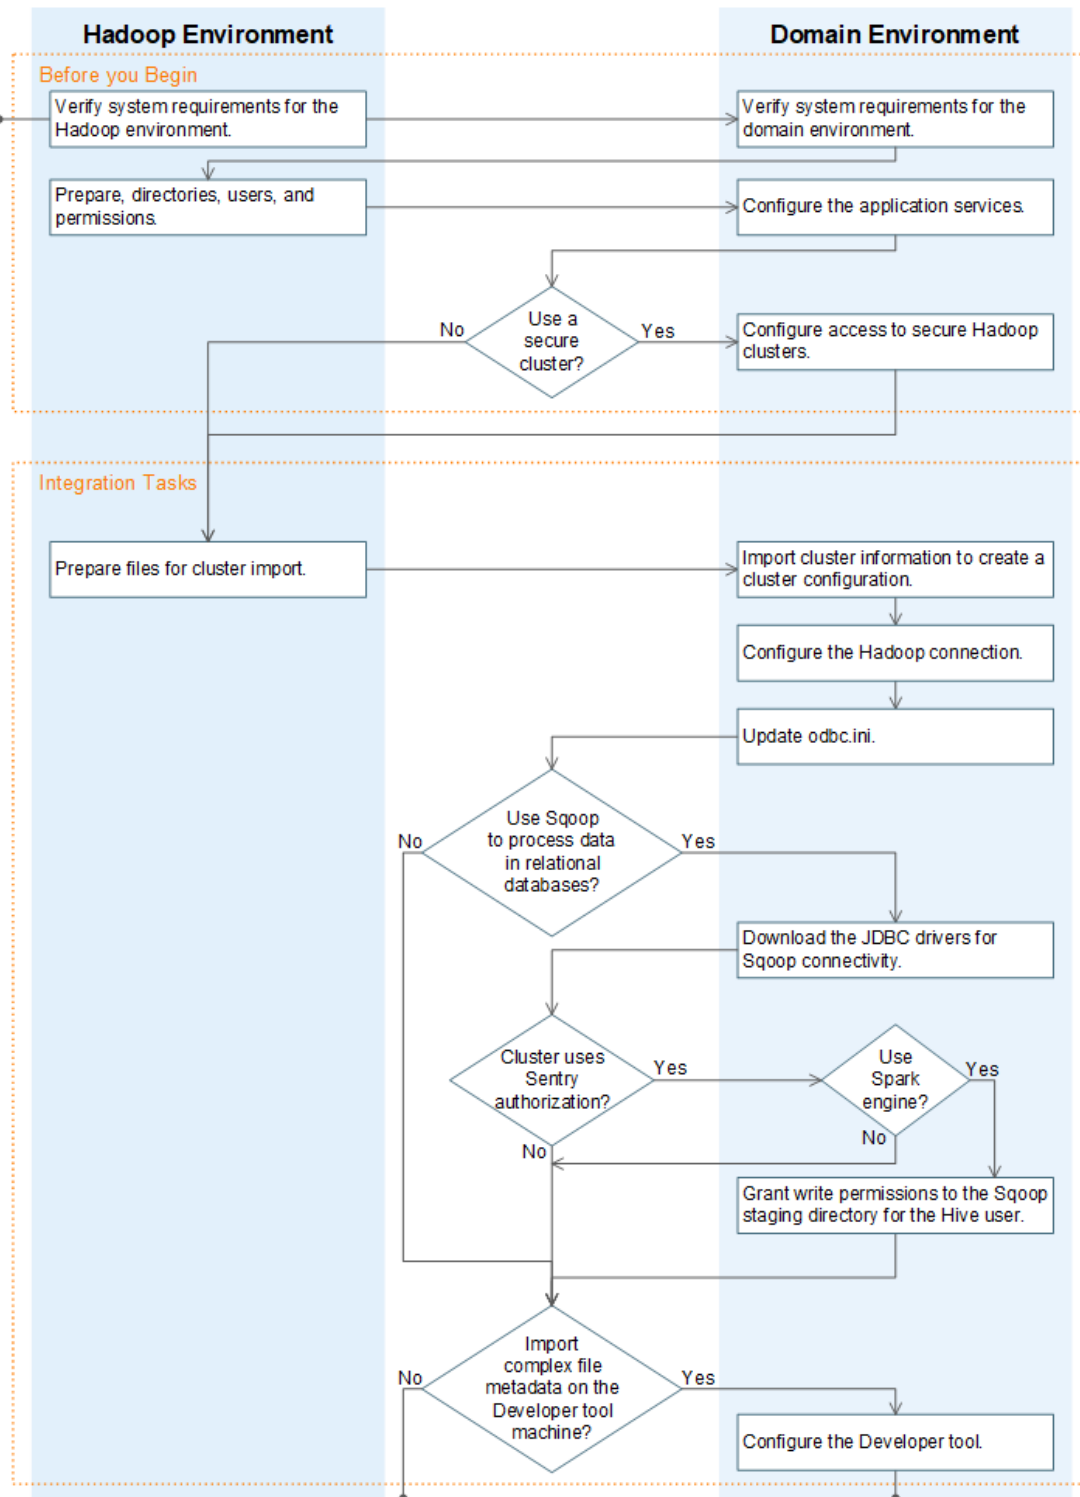 Hadoop Environment
Domain Environment
Before you Begin
Verify system requirements for the
Hadoop environment.
Verify system requirements for the
domain environment.
Prepare, directories, users, and
permissions.
Configure the application services.
Use a
secure
cluster?
No
Yes
Configure access to secure Hadoop
clusters.
Integration Tasks
Prepare files for cluster import.
Import cluster information to create a
cluster configuration.
Configure the Hadoop connection.
Update odbc.ini.
Use Sqoop
to process data
in relational
databases?
No
Yes
Download the JDBC drivers for
Sqoop connectivity.
Cluster uses
Sentry
authorization?
Yes
No
Use
Spark
engine?
Yes
No
Grant write permissions to the Sqoop
staging directory for the Hive user.
Import
complex file
metadata on the
Developer tool
machine?
No
Yes
Configure the Developer tool.